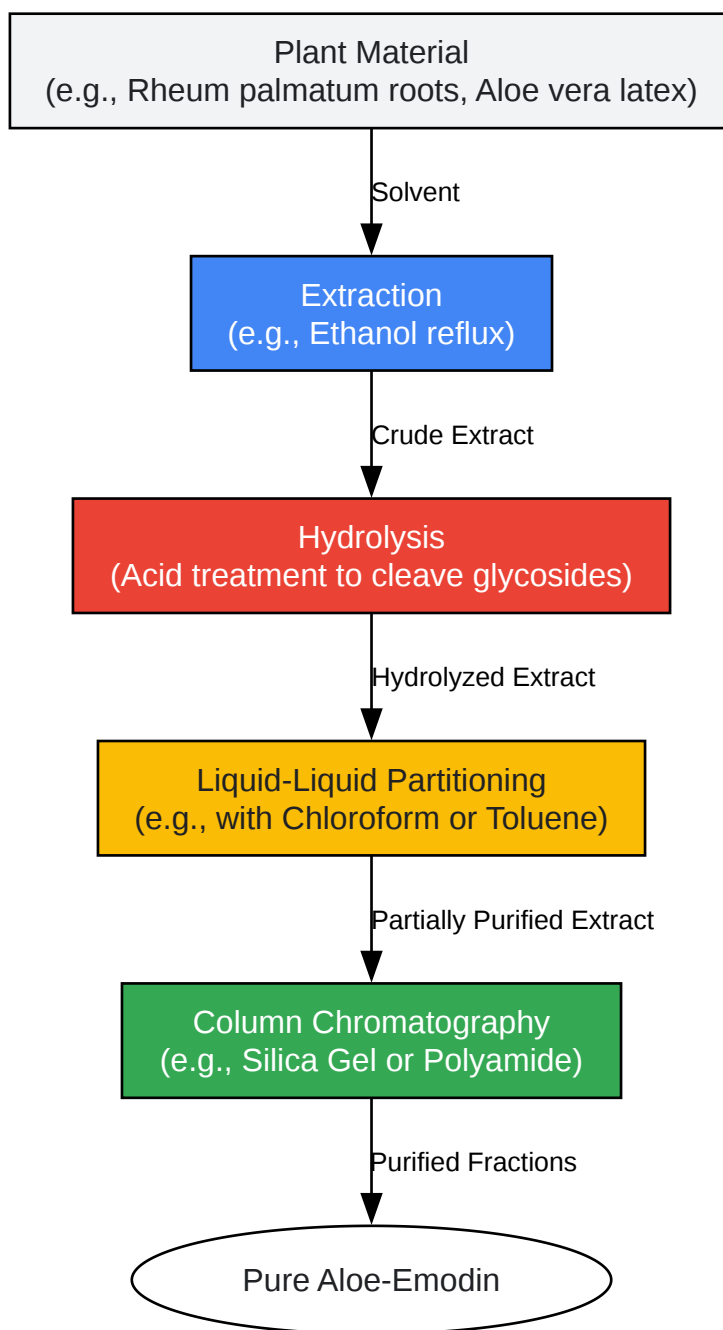 Plant Material
(e.g., Rheum palmatum roots, Aloe vera latex)
Solvent
Extraction
(e.g., Ethanol reflux)
Crude Extract
Hydrolysis
(Acid treatment to cleave glycosides)
Hydrolyzed Extract
Liquid-Liquid Partitioning
(e.g., with Chloroform or Toluene)
Partially Purified Extract
Column Chromatography
(e.g., Silica Gel or Polyamide)
Purified Fractions
Pure Aloe-Emodin